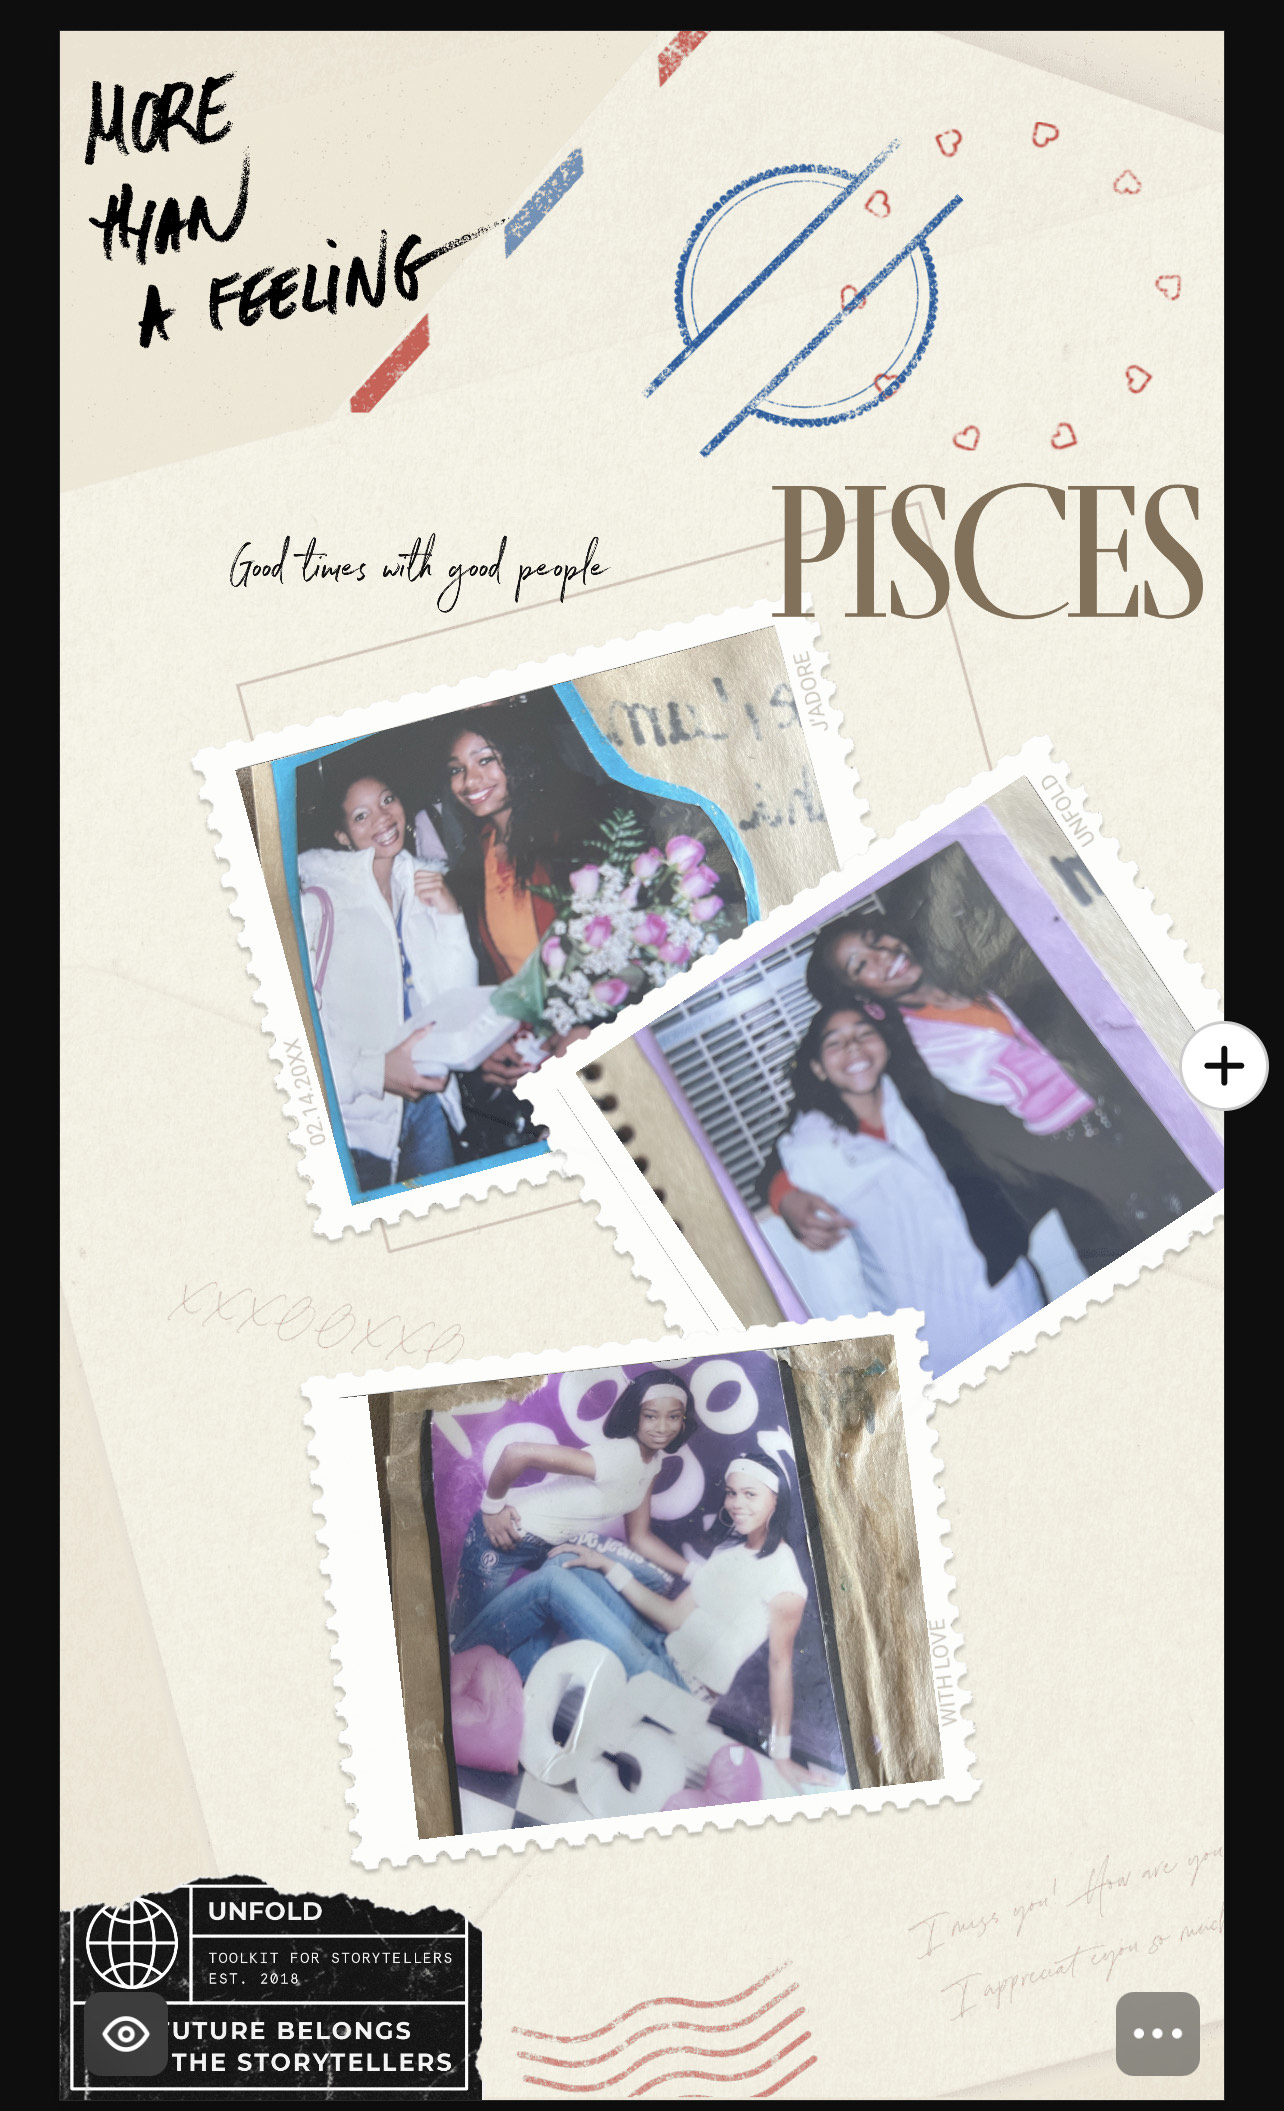 MORE
THAN
A FEELING
PISCES
Good times with good people
J'ADORE
UNFOLD
02.14.20XX
XXXOOXXO
WITH LOVE
I miss you! How are you
I appreciat
you so much
UNFOLD
TOOLKIT FOR STORYTELLERS
EST. 2018
UTURE BELONGS
THE STORYTELLERS